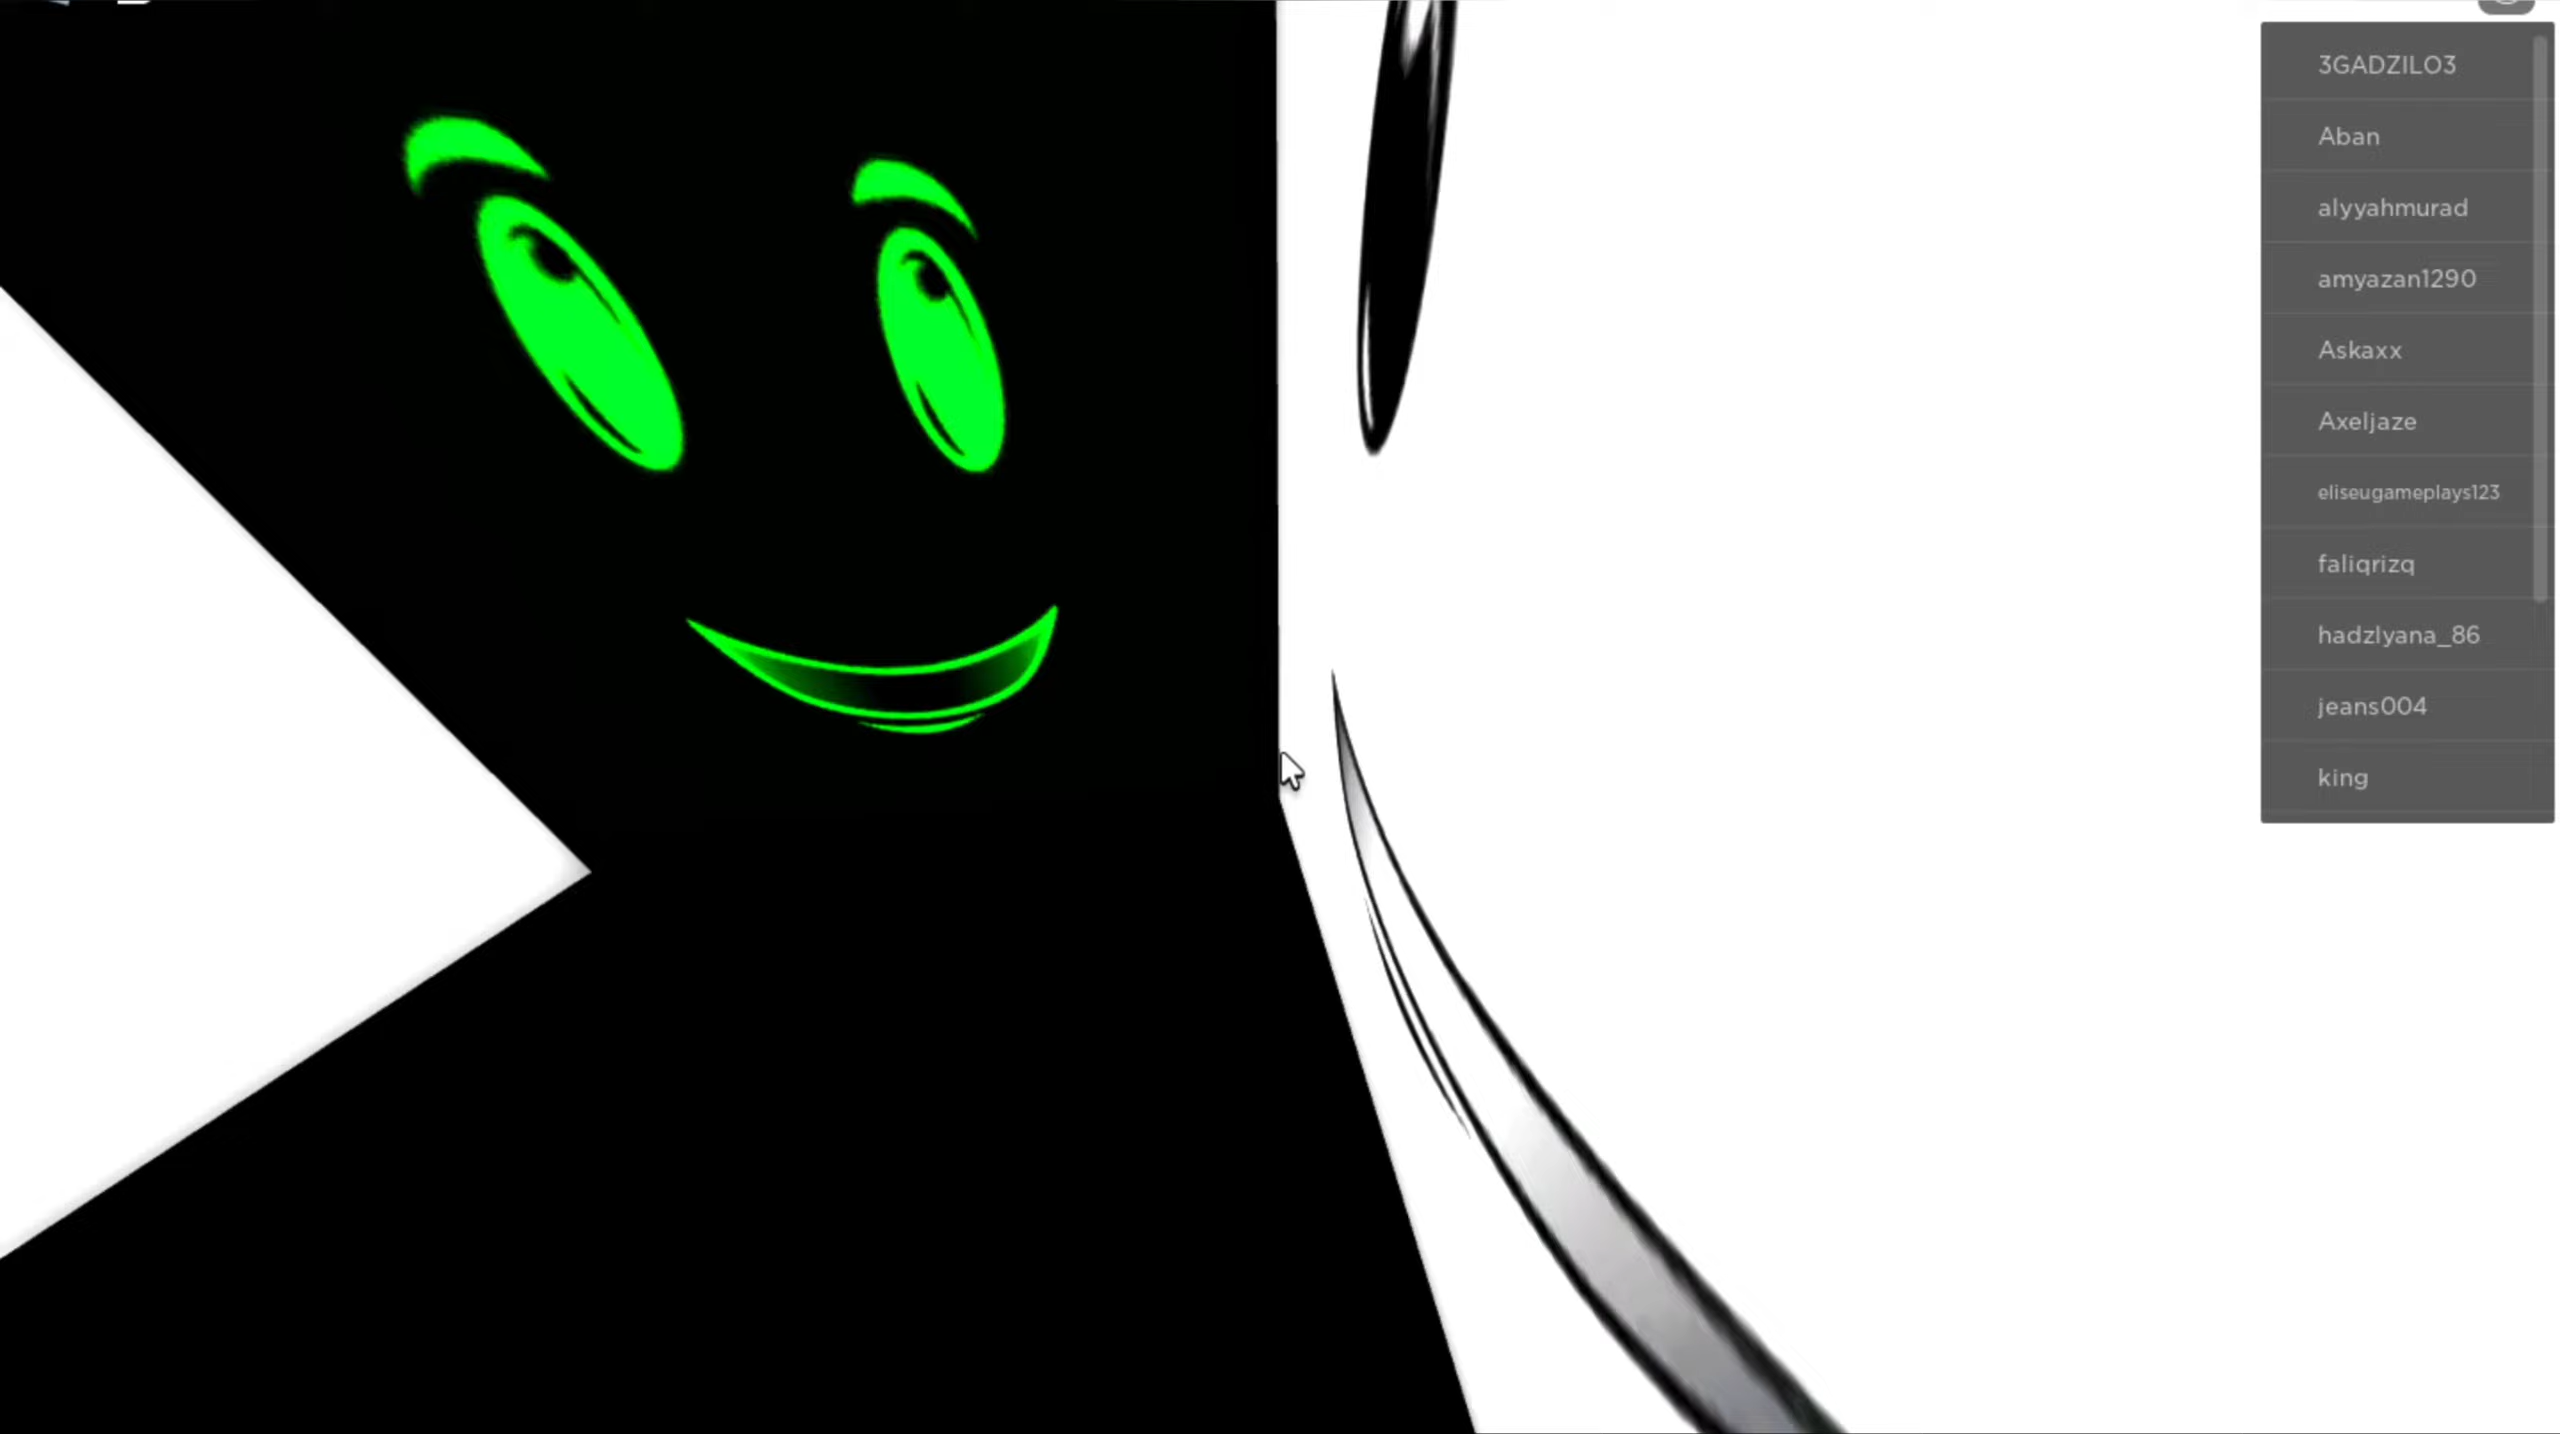 3GADZILO3
Aban
alyyahmurad
amyazan1290
Askaxx
Axeljaze
eliseugameplays123
faliqrizq
hadzlyana_86
jeans004
king